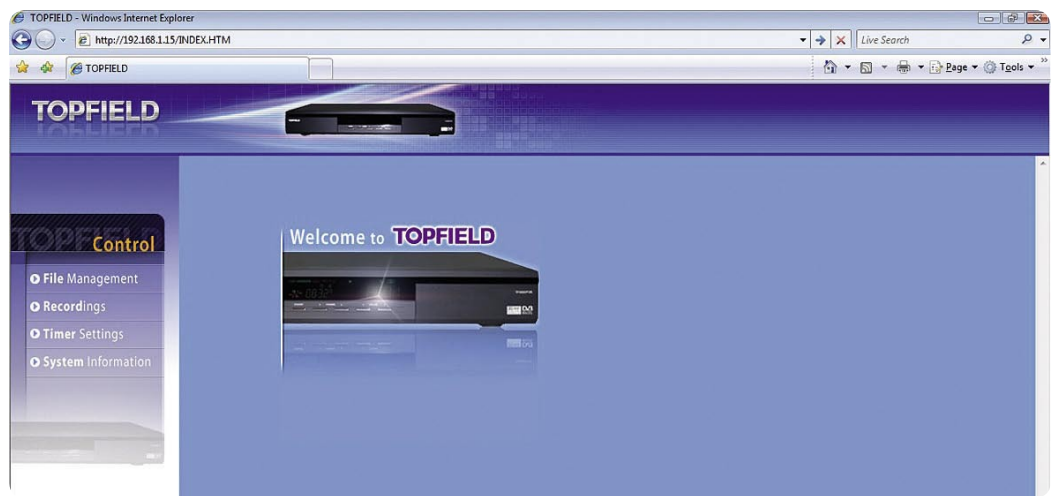 TOPFIELD - Windows Internet Explorer
http://192.168.1.15/INDEX.HTM
Live Search
TOPFIELD
Page
Tools
TOPFIELD
Welcome to TOPFIELD
TOPFIELD
Control
File Management
Recordings
Timer Settings
System Information